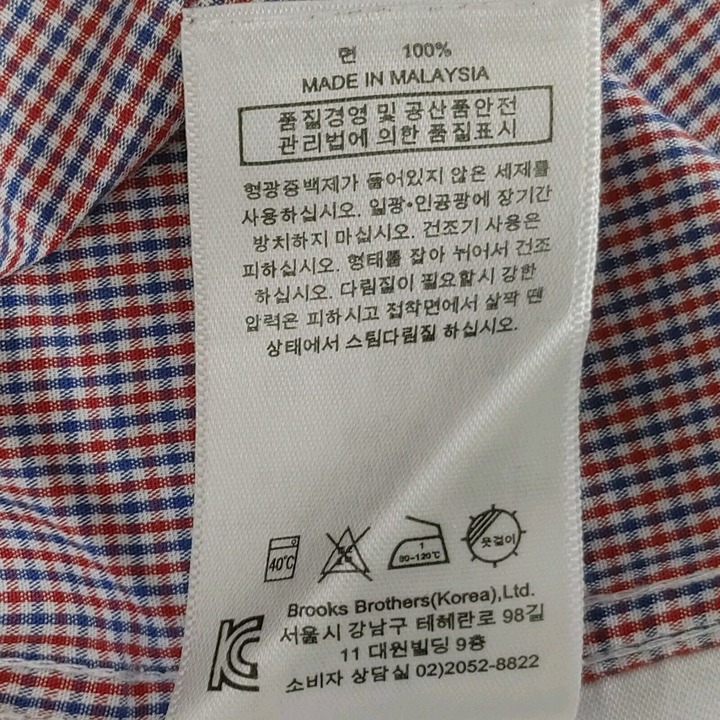 면 100%
MADE IN MALAYSIA
품질경영 및 공산품안전
관리법에 의한 품질표시
형광증백제가 들어있지 않은 세제를
사용하십시오. 일광•인공광에 장기간
방치하지 마십시오. 건조기 사용은
피하십시오. 형태를 잡아 뉘어서 건조
하십시오. 다림질이 필요할시 강한
압력은 피하시고 접착면에서 살짝 뗀
상태에서 스팀다림질 하십시오.
40℃
1
80~120℃
옷걸이
Brooks Brothers(Korea),Ltd.
서울시 강남구 테헤란로 98길
11 대원빌딩 9층
소비자 상담실 02)2052-8822